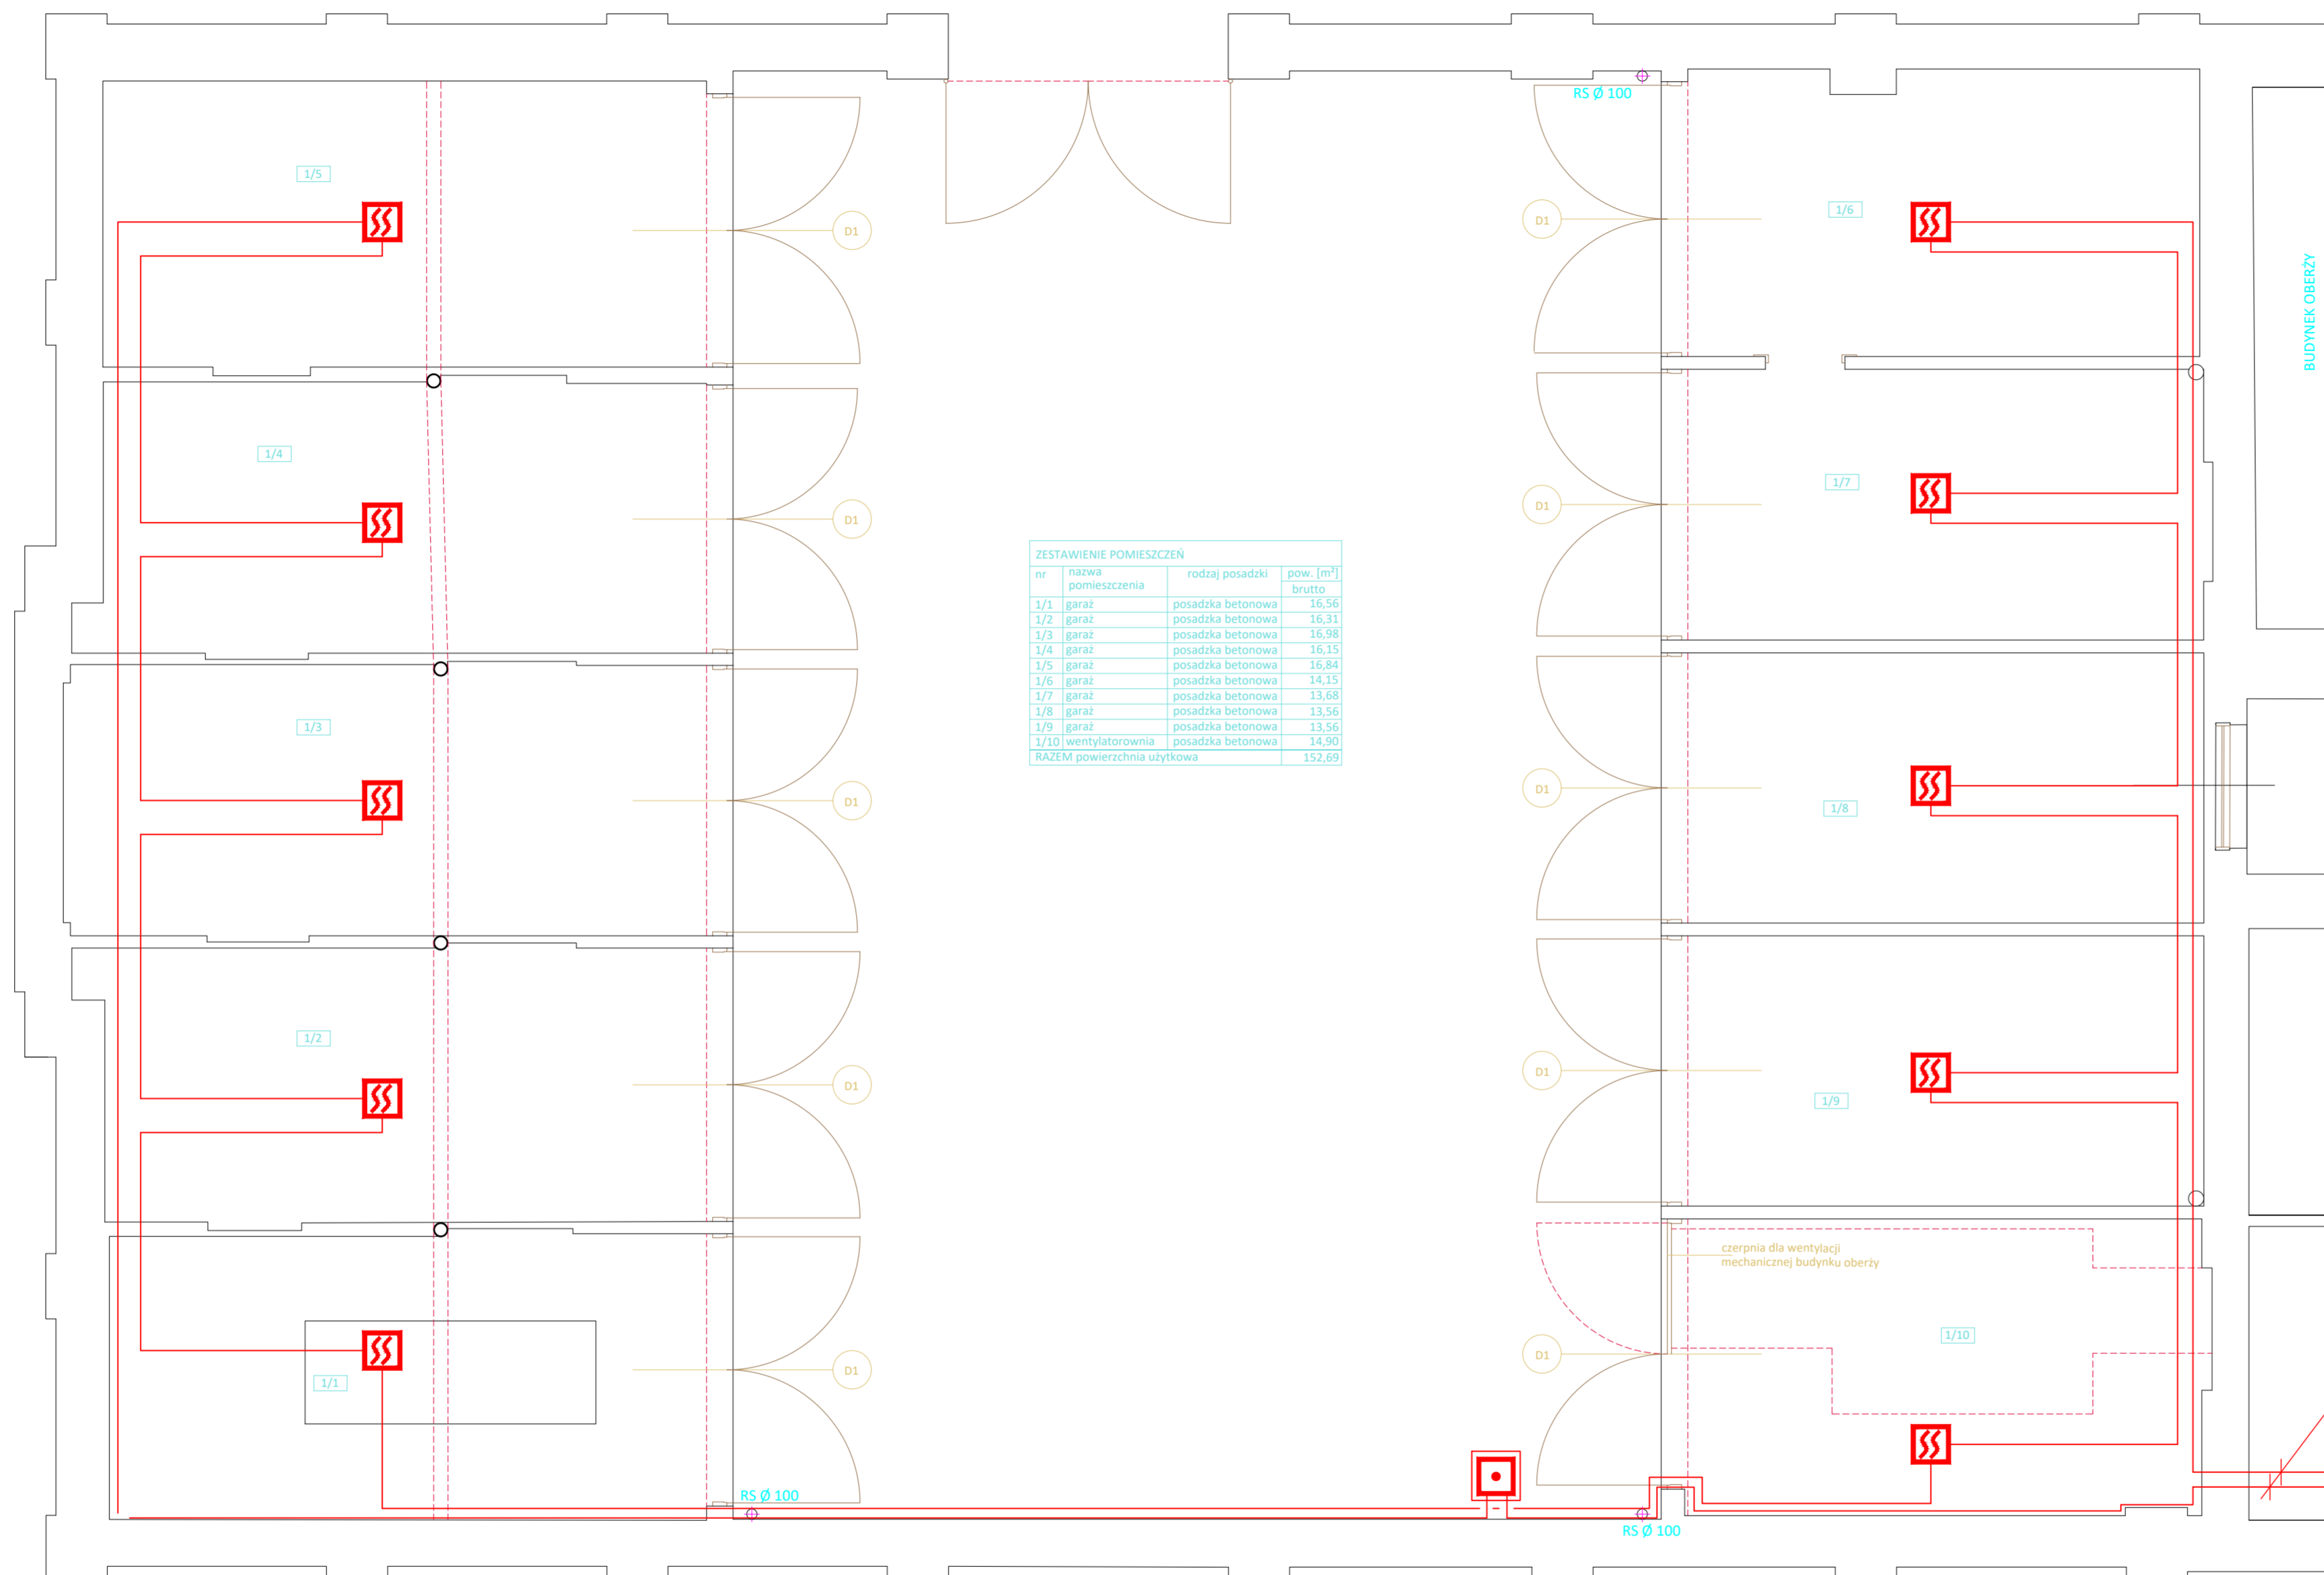 RS Ø 100
1/5
1/6
D1
D1
BUDYNEK OBERŻY
1/4
1/7
D1
D1
ZESTAWIENIE POMIESZCZEŃ
nr nazwa pomieszczenia rodzaj posadzki pow. [m²]
brutto
1/1 garaż posadzka betonowa 16,56
1/2 garaż posadzka betonowa 16,31
1/3 garaż posadzka betonowa 16,98
1/4 garaż posadzka betonowa 16,15
1/5 garaż posadzka betonowa 16,84
1/6 garaż posadzka betonowa 14,15
1/7 garaż posadzka betonowa 13,68
1/8 garaż posadzka betonowa 13,56
1/9 garaż posadzka betonowa 13,56
1/10 wentylatorownia posadzka betonowa 14,90
RAZEM powierzchnia użytkowa 152,69
1/3
D1
D1
1/8
1/2
D1
D1
1/9
czerpnia dla wentylacji
mechanicznej budynku oberży
1/10
1/1
D1
D1
RS Ø 100
RS Ø 100